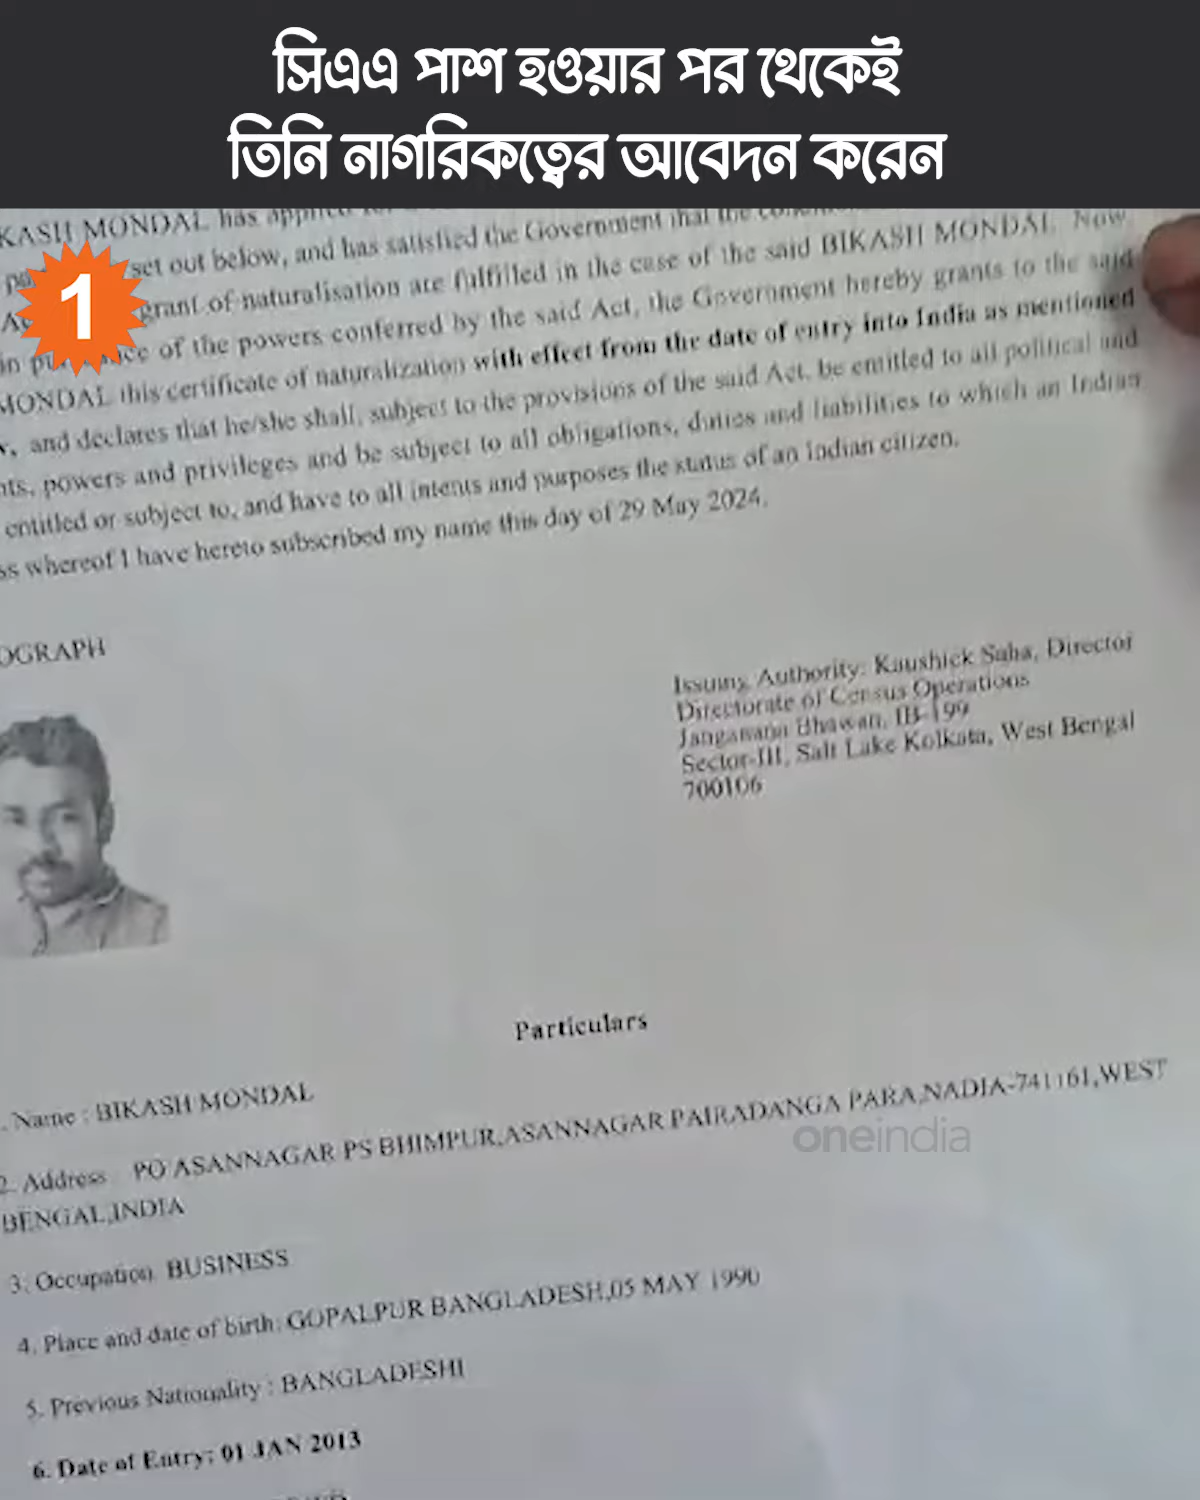 সিএএ পাশ হওয়ার পর থেকেই
তিনি নাগরিকত্বের আবেদন করেন
1
KASH MONDAL has applied
set out below, and has satisfied the Government that the
grant of naturalisation are fulfilled in the case of the said BIKASH MONDAL. Now
of the powers conferred by the said Act, the Government hereby grants to the said
MONDAL this certificate of naturalization with effect from the date of entry into India as mentioned
, and declares that he/she shall, subject to the provisions of the said Act, be entitled to all political and
nts, powers and privileges and be subject to all obligations, duties and liabilities to which an Indian
entitled or subject to, and have to all intents and purposes the status of an Indian citizen.
ss whereof I have hereto subscribed my name this day of 29 May 2024.
OGRAPH
Issuing Authority: Kaushick Saha, Director
Directorate of Census Operations
Janganana Bhawan, IB-199
Sector-III, Salt Lake Kolkata, West Bengal
700106
Particulars
. Name : BIKASH MONDAL
2. Address PO ASANNAGAR PS BHIMPUR,ASANNAGAR PAIRADANGA PARA,NADIA-741161,WEST
BENGAL,INDIA
oneindia
3. Occupation. BUSINESS
4. Place and date of birth: GOPALPUR BANGLADESH,05 MAY 1990
5. Previous Nationality : BANGLADESHI
6. Date of Entry: 01 JAN 2013